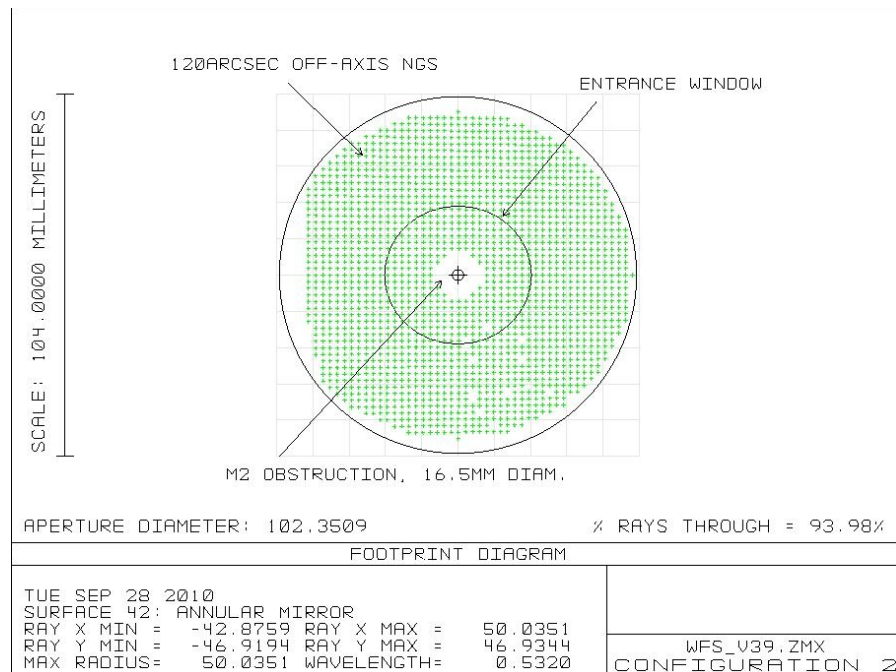 120ARCSEC OFF-AXIS NGS
ENTRANCE WINDOW
SCALE: 104.0000 MILLIMETERS
M2 OBSTRUCTION, 16.5MM DIAM.
APERTURE DIAMETER: 102.3509 % RAYS THROUGH = 93.98%
FOOTPRINT DIAGRAM
TUE SEP 28 2010
SURFACE 42: ANNULAR MIRROR
RAY X MIN = -42.8759 RAY X MAX = 50.0351
RAY Y MIN = -46.9194 RAY Y MAX = 46.9344
MAX RADIUS= 50.0351 WAVELENGTH= 0.5320
WFS_V39.ZMX
CONFIGURATION 2